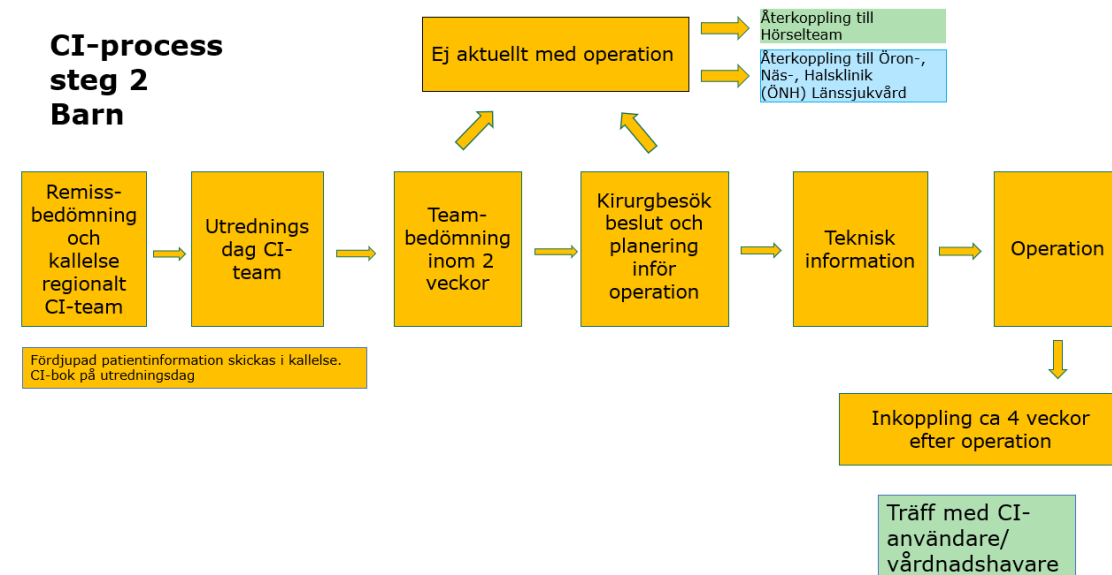 CI-process
steg 2
Barn
Ej aktuellt med operation
Återkoppling till
Hörselteam
Återkoppling till Öron-,
Näs-, Halsklinik
(ÖNH) Länssjukvård
Remiss-
bedömning
och
kallelse
regionalt
CI-team
Utrednings
dag CI-
team
Team-
bedömning
inom 2
veckor
Kirurgbesök
beslut och
planering
inför
operation
Teknisk
information
Operation
Fördjupad patientinformation skickas i kallelse.
CI-bok på utredningsdag
Inkoppling ca 4 veckor
efter operation
Träff med CI-
användare/
vårdnadshavare